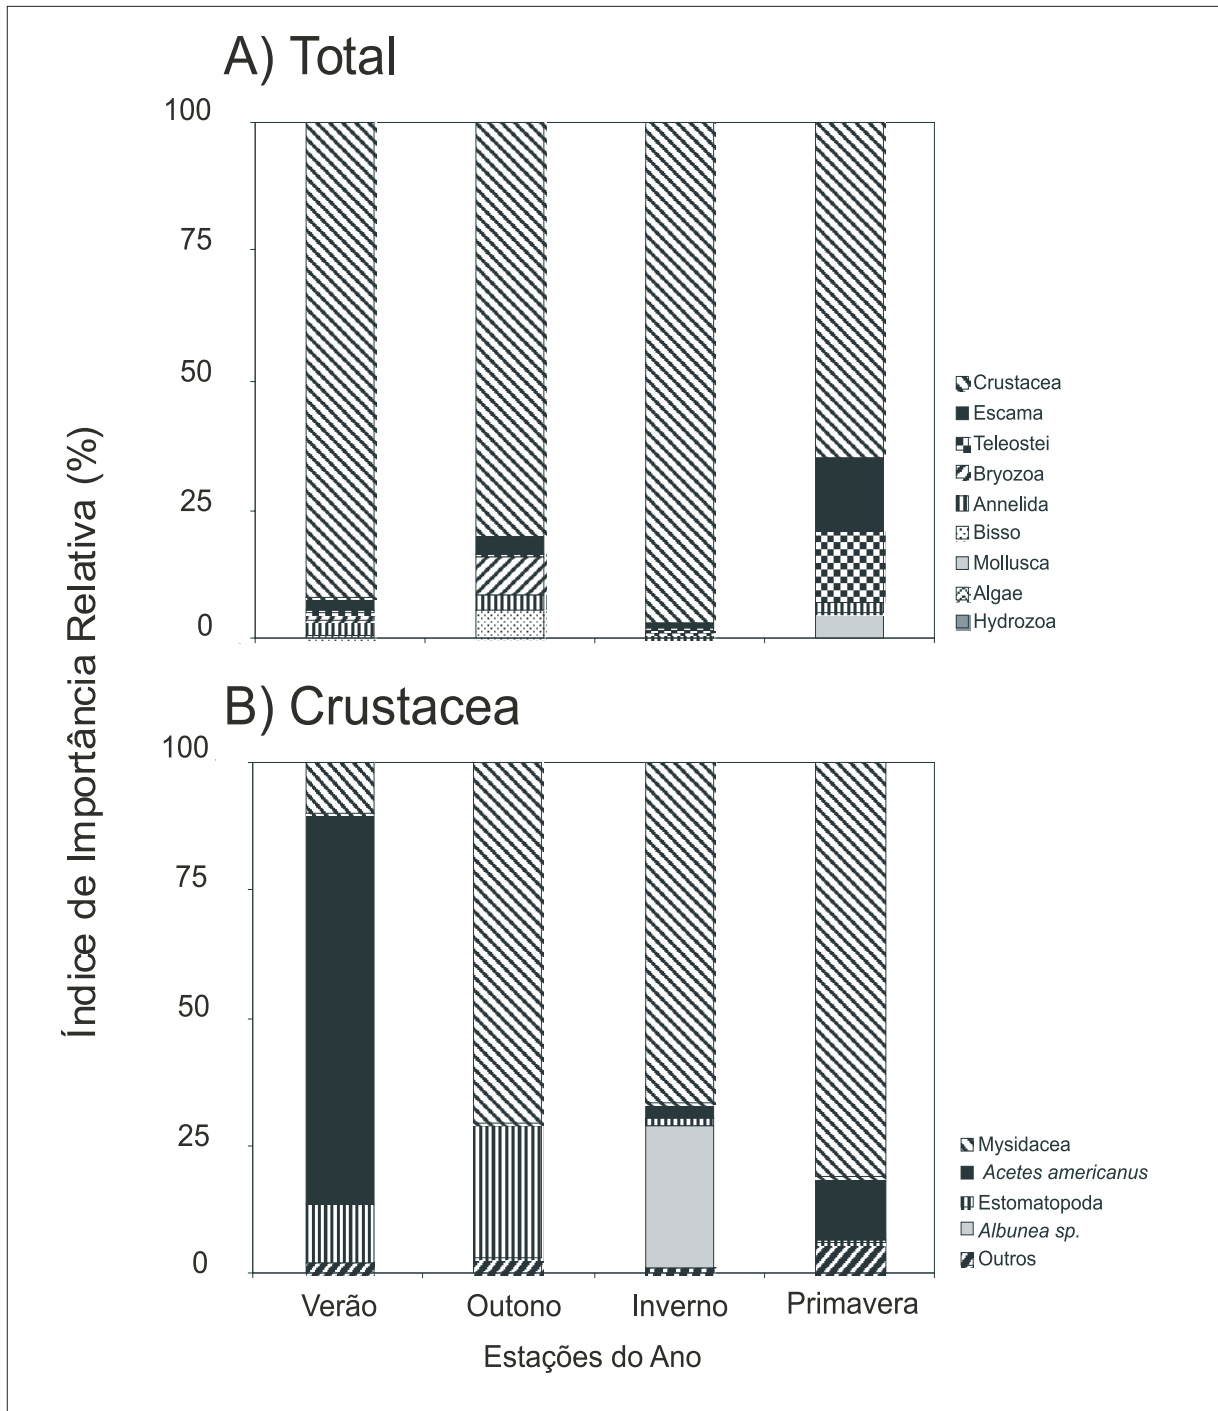 A) Total
100
75
50
25
0
Crustacea
Escama
Teleostei
Bryozoa
Annelida
Bisso
Mollusca
Algae
Hydrozoa
Índice de Importância Relativa (%)
B) Crustacea
100
75
50
25
0
Mysidacea
Acetes americanus
Estomatopoda
Albunea sp.
Outros
Verão Outono Inverno Primavera
Estações do Ano